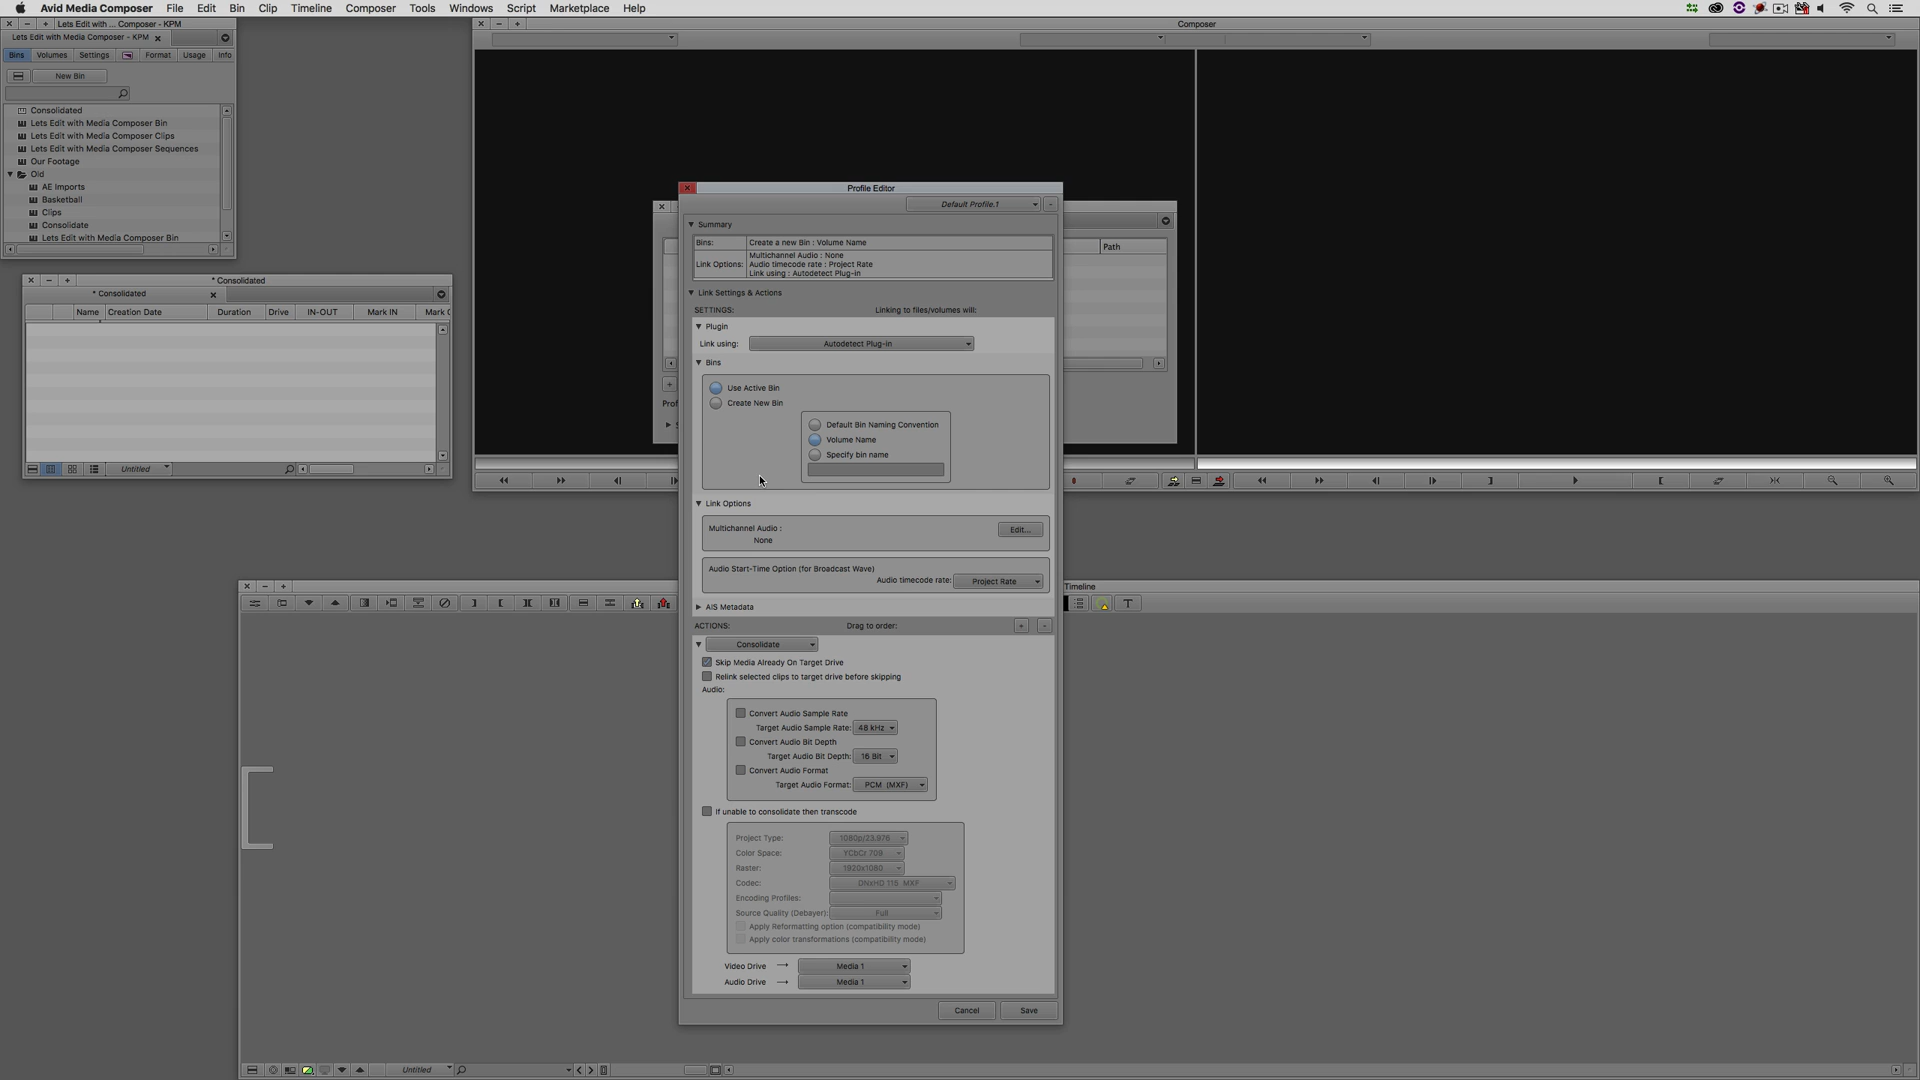 Avid Media Composer File Edit Bin Clip Timeline Composer Tools Windows Script Marketplace Help
Lets Edit with ... Composer - KPM
Lets Edit with Media Composer - KPM
Bins Volumes Settings Format Usage Info
New Bin
Consolidated
Lets Edit with Media Composer Bin
Lets Edit with Media Composer Clips
Lets Edit with Media Composer Sequences
Our Footage
Old
AE Imports
Basketball
Clips
Consolidate
Lets Edit with Media Composer Bin
* Consolidated
* Consolidated
Name Creation Date Duration Drive IN-OUT Mark IN Mark
Untitled
Composer
Path
Prof
Profile Editor
Default Profile.1
Summary
Bins: Create a new Bin : Volume Name
Multichannel Audio : None
Link Options: Audio timecode rate : Project Rate
Link using : Autodetect Plug-in
Link Settings & Actions
SETTINGS: Linking to files/volumes will:
Plugin
Link using: Autodetect Plug-in
Bins
Use Active Bin
Create New Bin
Default Bin Naming Convention
Volume Name
Specify bin name
Link Options
Multichannel Audio : Edit...
None
Audio Start-Time Option (for Broadcast Wave)
Audio timecode rate: Project Rate
AIS Metadata
ACTIONS: Drag to order: + -
Consolidate
Skip Media Already On Target Drive
Relink selected clips to target drive before skipping
Audio:
Convert Audio Sample Rate
Target Audio Sample Rate: 48 kHz
Convert Audio Bit Depth
Target Audio Bit Depth: 16 Bit
Convert Audio Format
Target Audio Format: PCM (MXF)
If unable to consolidate then transcode
Project Type: 1080p/23.976
Color Space: YCbCr 709
Raster: 1920x1080
Codec: DNxHD 115 MXF
Encoding Profiles:
Source Quality (Debayer): Full
Apply Reformatting option (compatibility mode)
Apply color transformations (compatibility mode)
Video Drive → Media 1
Audio Drive → Media 1
Cancel Save
Timeline
T
Untitled